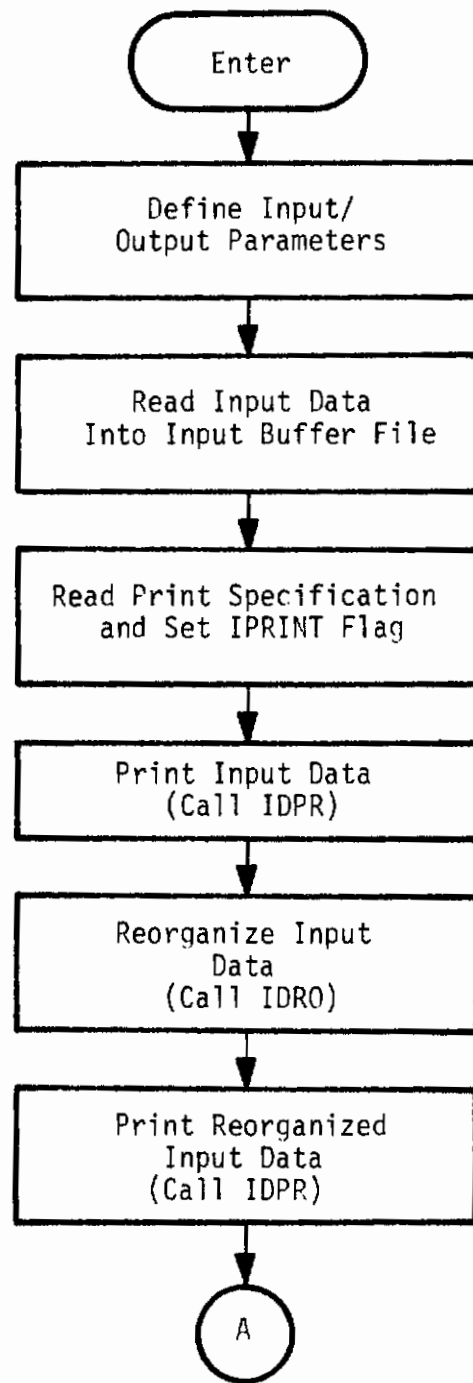 Enter
Define Input/
Output Parameters
Read Input Data
Into Input Buffer File
Read Print Specification
and Set IPRINT Flag
Print Input Data
(Call IDPR)
Reorganize Input
Data
(Call IDRO)
Print Reorganized
Input Data
(Call IDPR)
A